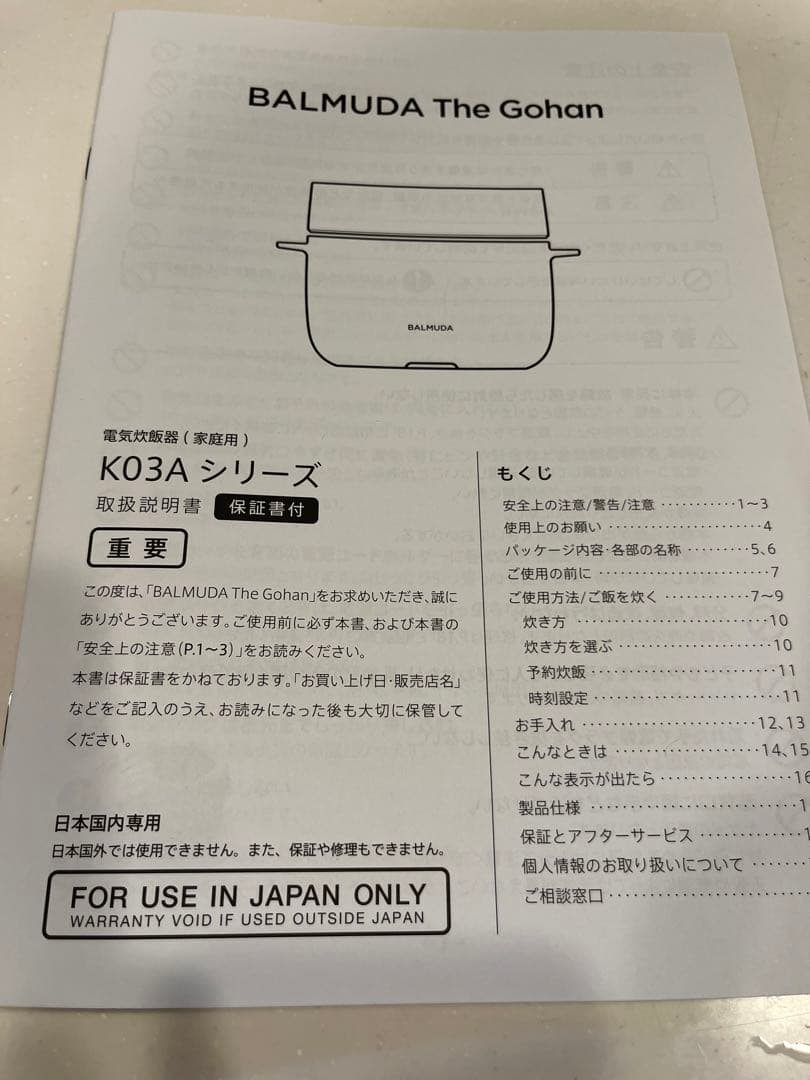 BALMUDA The Gohan
BALMUDA
電気炊飯器(家庭用)
K03A シリーズ
取扱説明書 保証書付
重要
この度は、「BALMUDA The Gohan」をお求めいただき、誠に
ありがとうございます。ご使用前に必ず本書、および本書の
「安全上の注意(P.1～3)」をお読みください。
本書は保証書をかねております。「お買い上げ日・販売店名」
などをご記入のうえ、お読みになった後も大切に保管して
ください。
日本国内専用
日本国外では使用できません。また、保証や修理もできません。
FOR USE IN JAPAN ONLY
WARRANTY VOID IF USED OUTSIDE JAPAN
もくじ
安全上の注意/警告/注意 ･･･････････1～3
使用上のお願い ･･････････････････････4
パッケージ内容・各部の名称 ･････････5、6
ご使用の前に ･･････････････････････7
ご使用方法/ご飯を炊く ････････････7～9
炊き方 ･････････････････････････10
炊き方を選ぶ ････････････････････10
予約炊飯 ･･･････････････････････11
時刻設定 ･･･････････････････････11
お手入れ ･･････････････････････12、13
こんなときは ･･････････････････14、15
こんな表示が出たら ････････････････16
製品仕様 ･････････････････････････1
保証とアフターサービス ････････････1
個人情報のお取り扱いについて ･･･････
ご相談窓口 ････････････････････････